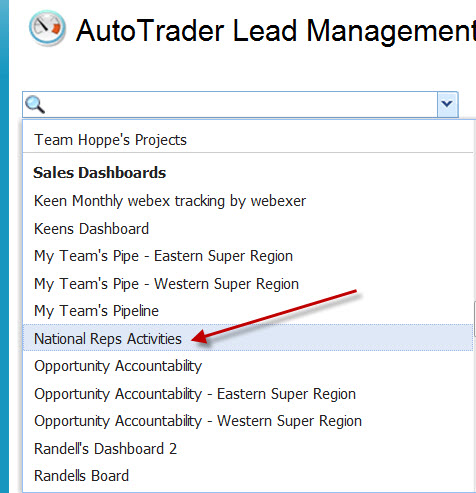 AutoTrader Lead Management
Team Hoppe's Projects
Sales Dashboards
Keen Monthly webex tracking by webexer
Keens Dashboard
My Team's Pipe - Eastern Super Region
My Team's Pipe - Western Super Region
My Team's Pipeline
National Reps Activities
Opportunity Accountability
Opportunity Accountability - Eastern Super Region
Opportunity Accountability - Western Super Region
Randell's Dashboard 2
Randells Board